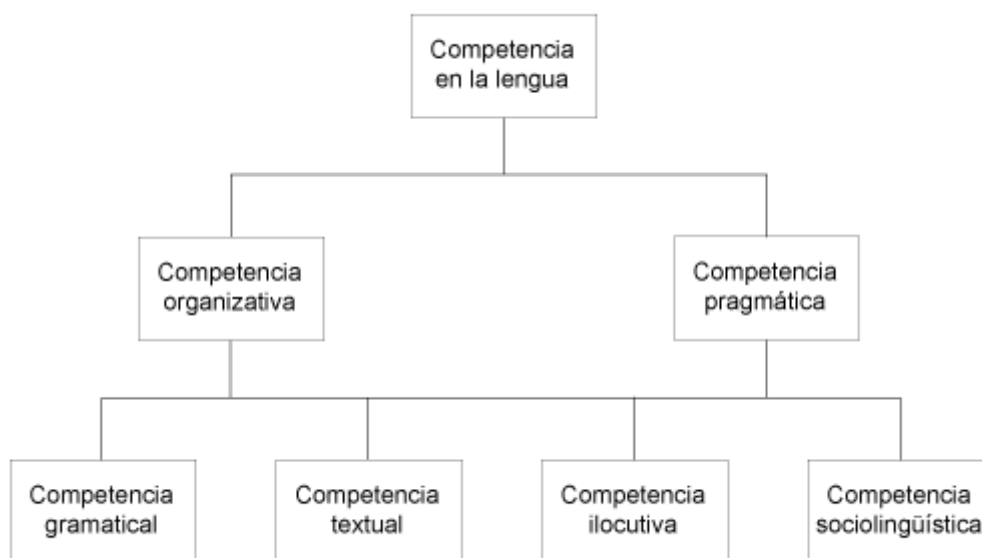 Competencia
en la lengua
Competencia
organizativa
Competencia
pragmática
Competencia
gramatical
Competencia
textual
Competencia
ilocutiva
Competencia
sociolingüística